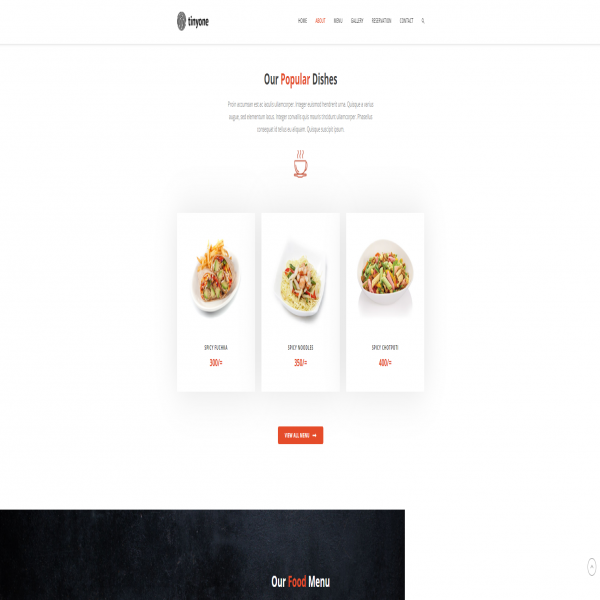 tinyone
HOME ABOUT MENU GALLERY RESERVATION CONTACT
Our Popular Dishes
Proin accumsan est ac iaculis ullamcorper. Integer euismod hendrerit urna. Quisque a varius
augue, sed elementum lacus. Integer convallis quis mauris tincidunt ullamcorper. Phasellus
consequat id tellus eu aliquam. Quisque suscipit ipsum
SPICY FUCHKA
300/=
SPICY NOODLES
350/=
SPICY CHOTPOTI
400/=
VIEW ALL MENU
Our Food Menu